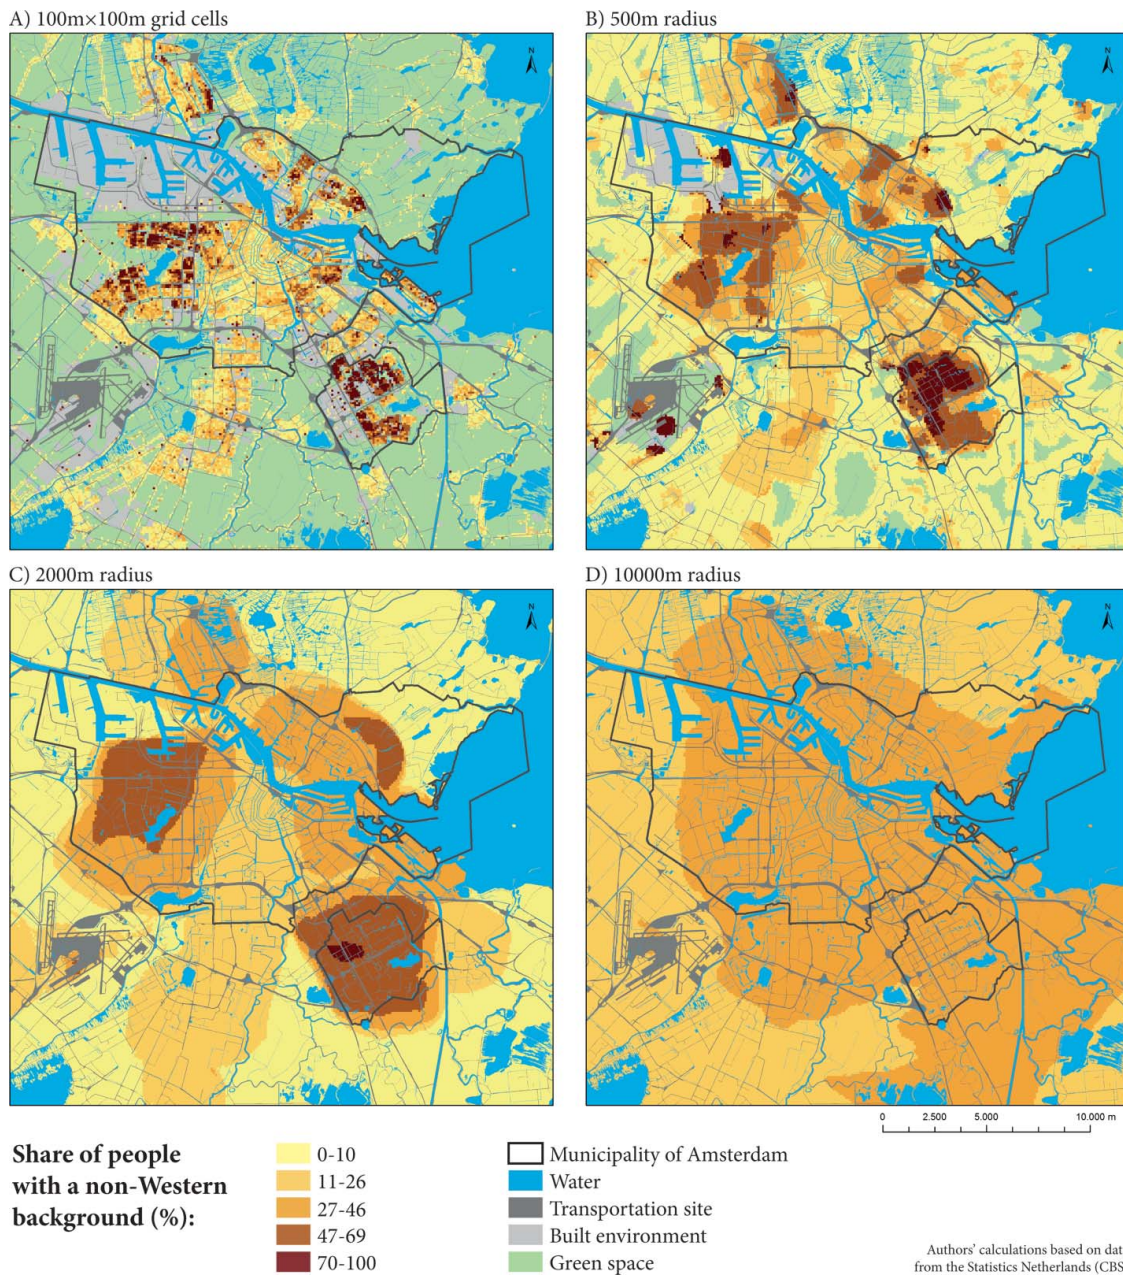 A) 100m×100m grid cells
B) 500m radius
N
N
C) 2000m radius
D) 10000m radius
N
N
0 2.500 5.000 10.000 m
Share of people
with a non-Western
background (%):
0-10
11-26
27-46
47-69
70-100
Municipality of Amsterdam
Water
Transportation site
Built environment
Green space
Authors' calculations based on dat
from the Statistics Netherlands (CBS